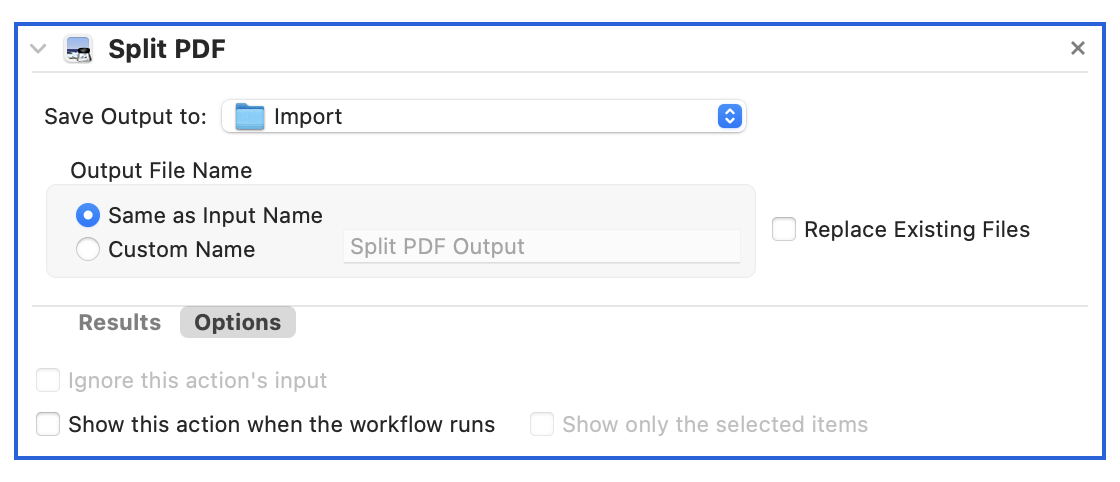 Split PDF
Save Output to: Import
Output File Name
Same as Input Name
Replace Existing Files
Custom Name Split PDF Output
Results Options
Ignore this action's input
Show this action when the workflow runs Show only the selected items